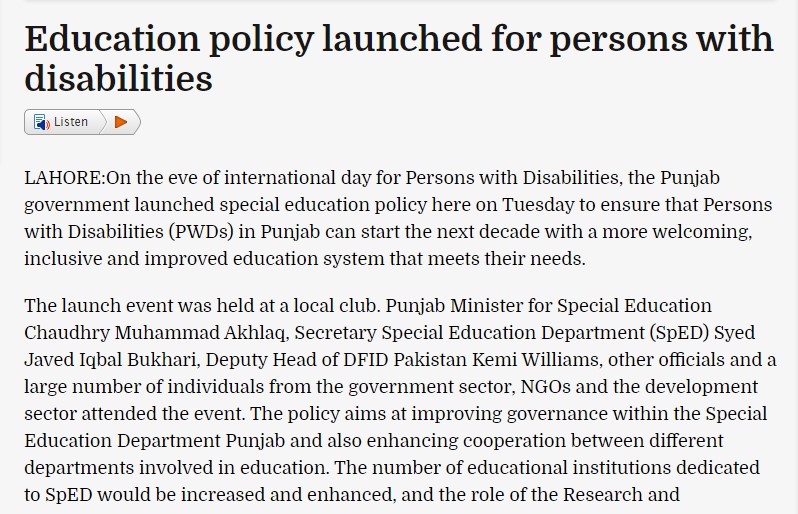 Education policy launched for persons with
disabilities
Listen
LAHORE:On the eve of international day for Persons with Disabilities, the Punjab
government launched special education policy here on Tuesday to ensure that Persons
with Disabilities (PWDs) in Punjab can start the next decade with a more welcoming,
inclusive and improved education system that meets their needs.
The launch event was held at a local club. Punjab Minister for Special Education
Chaudhry Muhammad Akhlaq, Secretary Special Education Department (SpED) Syed
Javed Iqbal Bukhari, Deputy Head of DFID Pakistan Kemi Williams, other officials and a
large number of individuals from the government sector, NGOs and the development
sector attended the event. The policy aims at improving governance within the Special
Education Department Punjab and also enhancing cooperation between different
departments involved in education. The number of educational institutions dedicated
to SpED would be increased and enhanced, and the role of the Research and